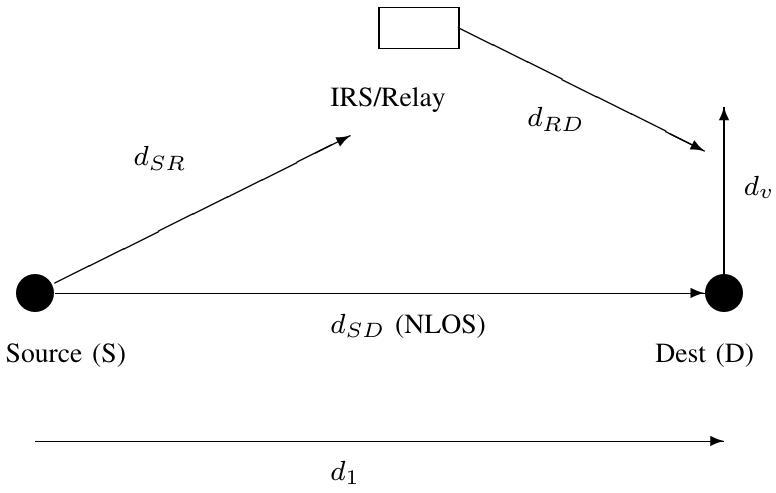 IRS/Relay
d_{RD}
d_{SR}
d_v
d_{SD} (NLOS)
Source (S)
Dest (D)
d_1